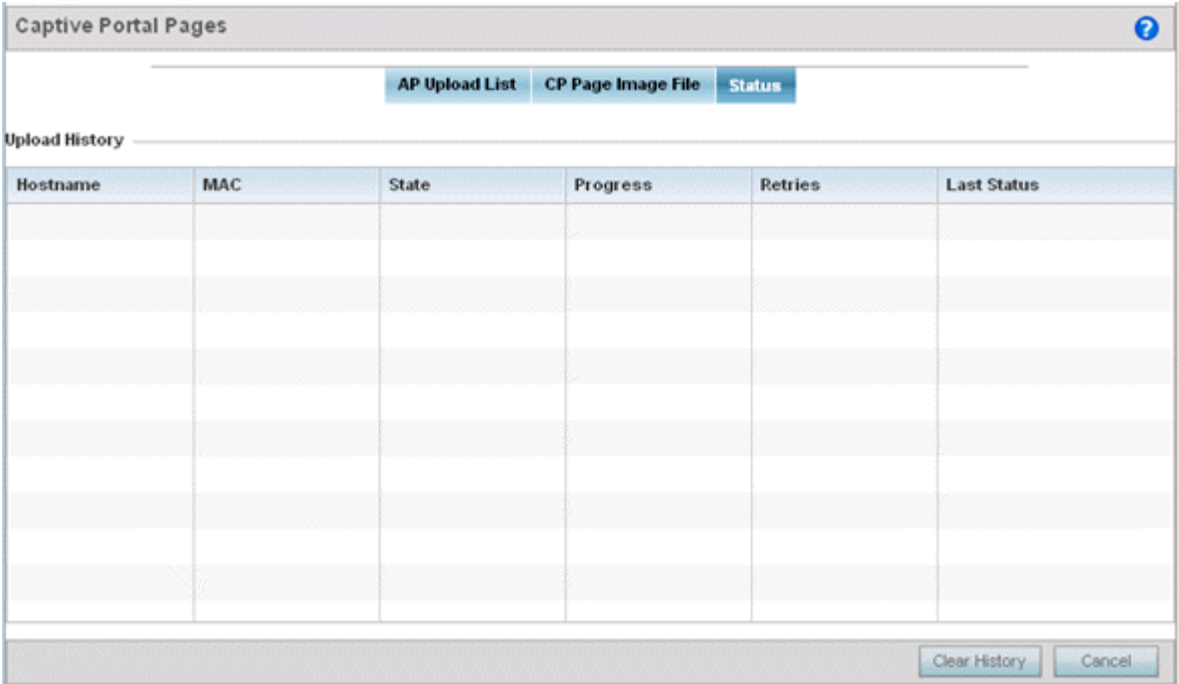 Captive Portal Pages
?
AP Upload List CP Page Image File Status
Upload History
Hostname MAC State Progress Retries Last Status
Clear History Cancel